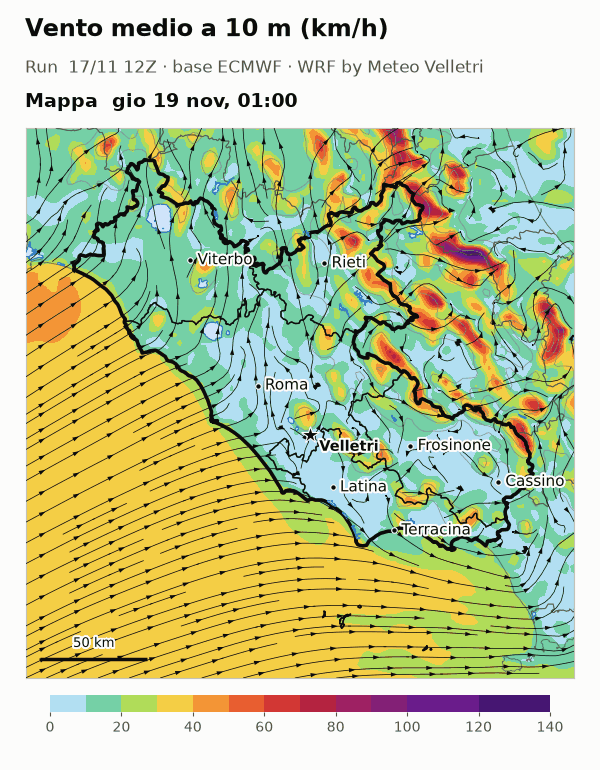 Vento medio a 10 m (km/h)
Run  17/11 12Z · base ECMWF · WRF by Meteo Velletri
Mappa  gio 19 nov, 01:00
Viterbo
Rieti
Roma
Velletri
Frosinone
Latina
Cassino
Terracina
50 km
0 20 40 60 80 100 120 140